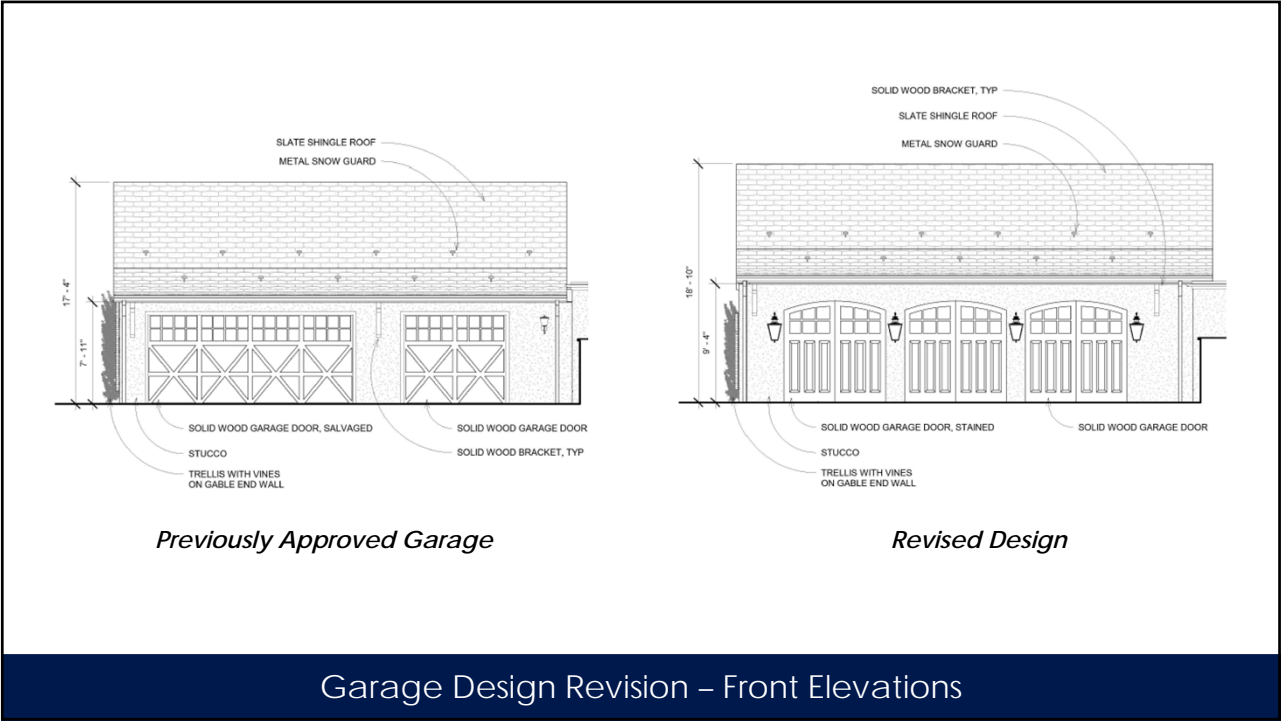 SLATE SHINGLE ROOF
METAL SNOW GUARD
17' - 4"
7' - 11"
SOLID WOOD GARAGE DOOR, SALVAGED
STUCCO
TRELLIS WITH VINES
ON GABLE END WALL
SOLID WOOD GARAGE DOOR
SOLID WOOD BRACKET, TYP
Previously Approved Garage
SOLID WOOD BRACKET, TYP
SLATE SHINGLE ROOF
METAL SNOW GUARD
18' - 10"
9' - 4"
SOLID WOOD GARAGE DOOR, STAINED
STUCCO
TRELLIS WITH VINES
ON GABLE END WALL
SOLID WOOD GARAGE DOOR
Revised Design
Garage Design Revision – Front Elevations